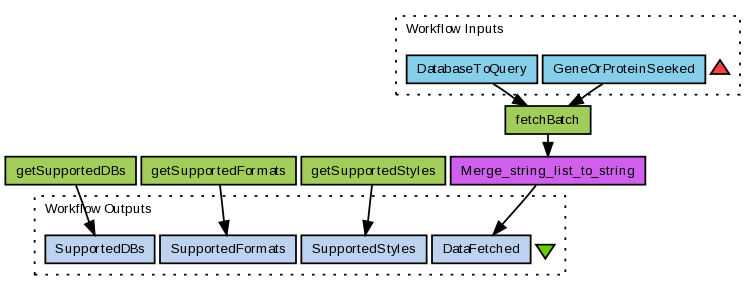 Workflow Inputs
DatabaseToQuery
GeneOrProteinSeeked
fetchBatch
getSupportedDBs
getSupportedFormats
getSupportedStyles
Merge_string_list_to_string
Workflow Outputs
SupportedDBs
SupportedFormats
SupportedStyles
DataFetched